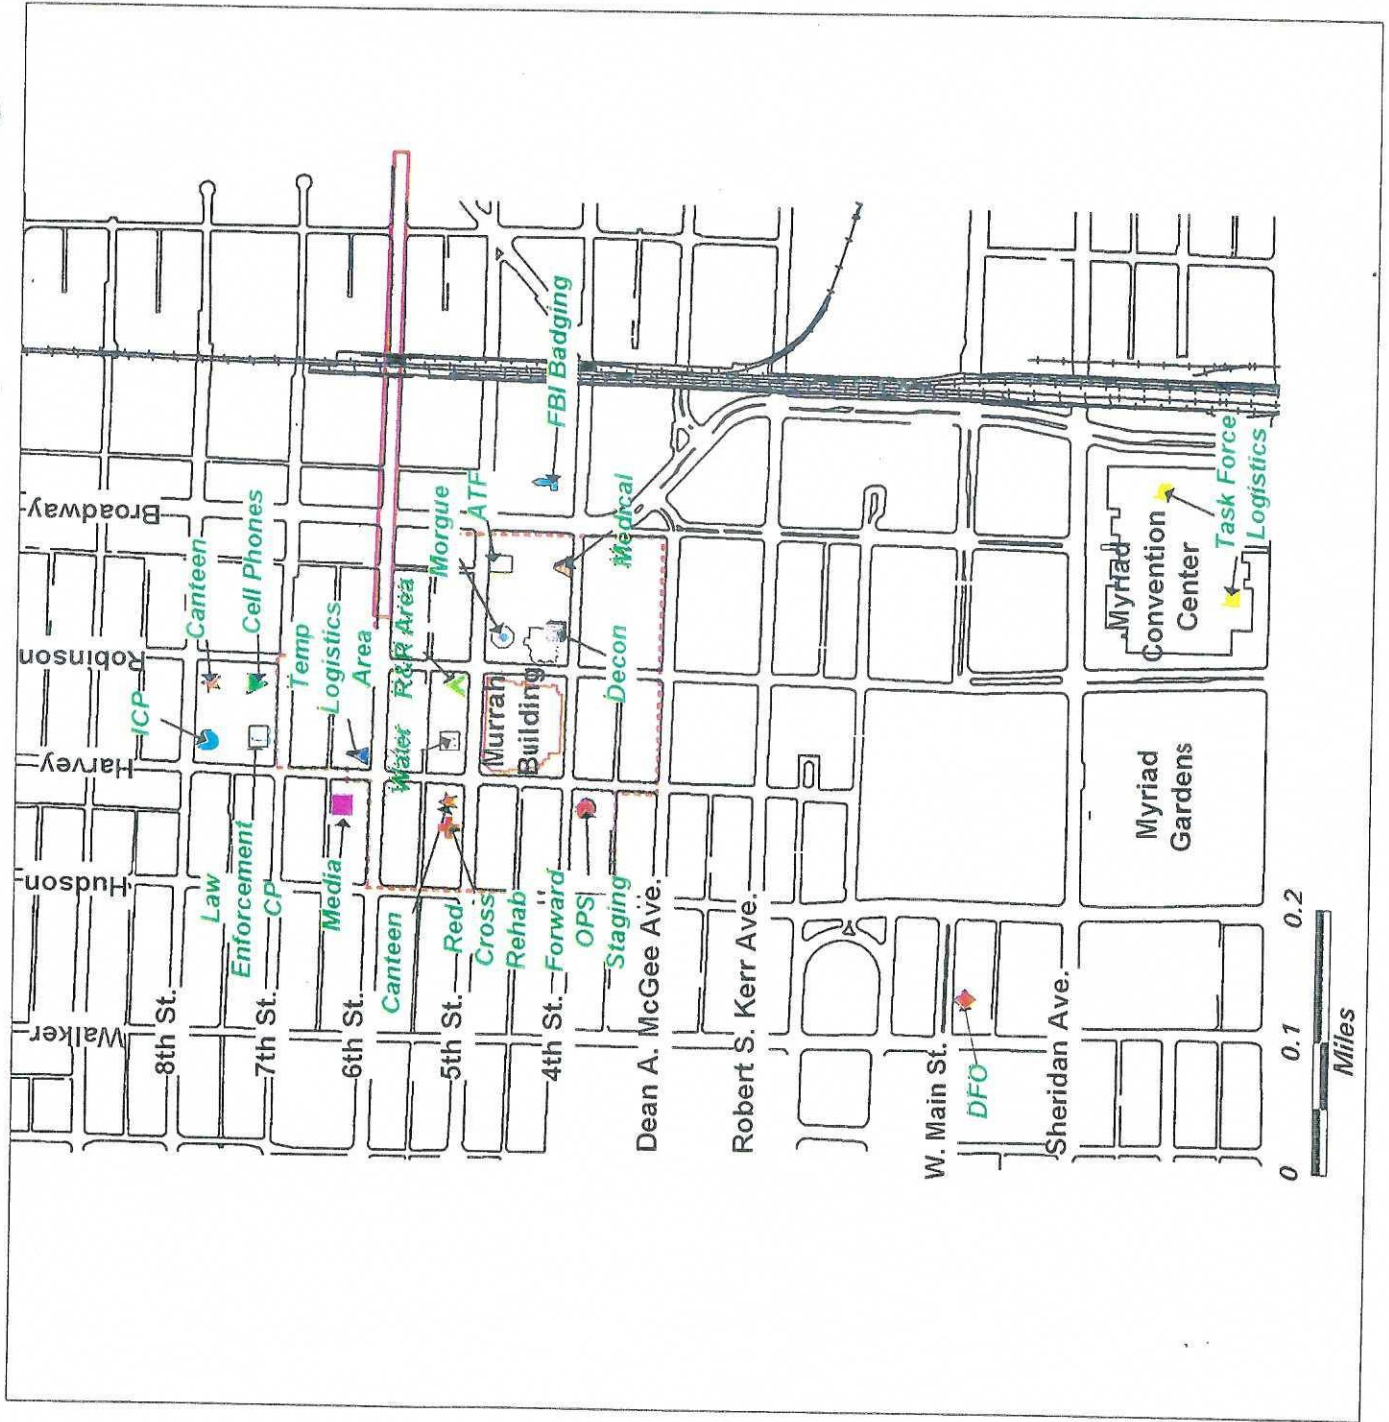 Broadway
Robinson
Harvey
Hudson
Walker
8th St.
7th St.
6th St.
5th St.
4th St.
Dean A. McGee Ave.
Robert S. Kerr Ave.
W. Main St.
Sheridan Ave.
ICP
Canteen
Cell Phones
Law
Enforcement
CP
Temp
Logistics
Area
Media
Water
R&R Area
Canteen
Red
Cross
Rehab
Morgue
ATF
FBI Badging
Medical
Decon
Murrah
Building
Forward
OPS
Staging
DFO
Myriad
Convention
Center
Task Force
Logistics
Myriad
Gardens
0
0.1
0.2
Miles